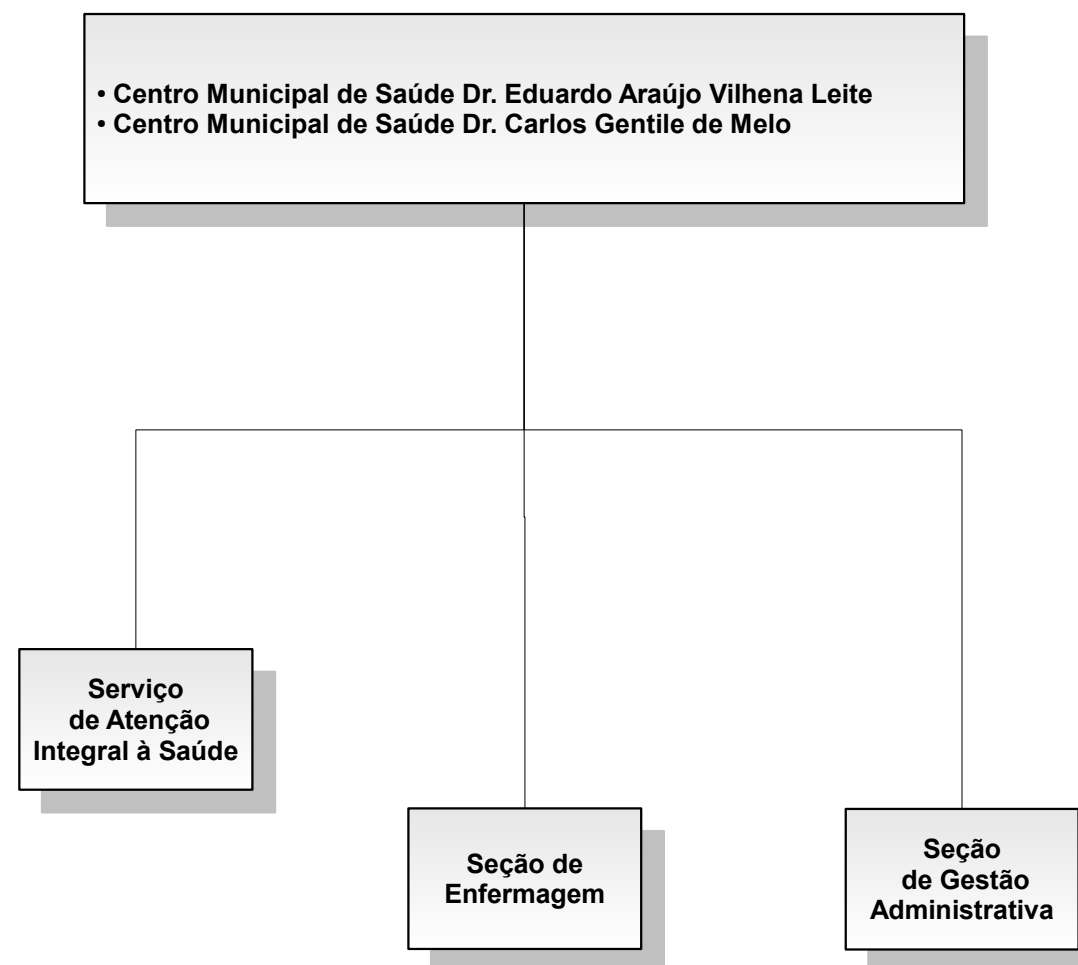 • Centro Municipal de Saúde Dr. Eduardo Araújo Vilhena Leite
• Centro Municipal de Saúde Dr. Carlos Gentile de Melo
Serviço
de Atenção
Integral à Saúde
Seção de
Enfermagem
Seção
de Gestão
Administrativa